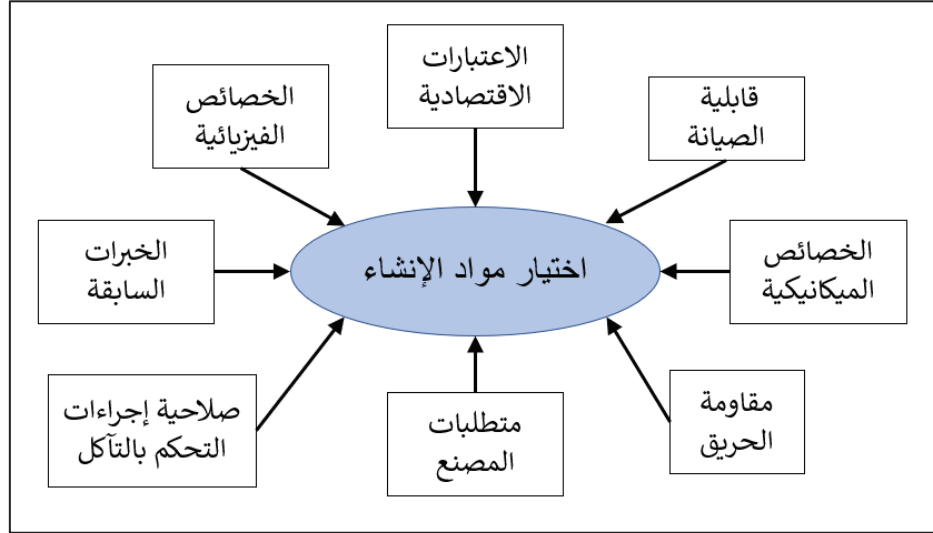 الاعتبارات
الاقتصادية
قابلية
الصيانة
الخصائص
الفيزيائية
الخصائص
الميكانيكية
اختيار مواد الإنشاء
الخبرات
السابقة
مقاومة
الحريق
متطلبات
المصنع
صلاحية إجراءات
التحكم بالتآكل